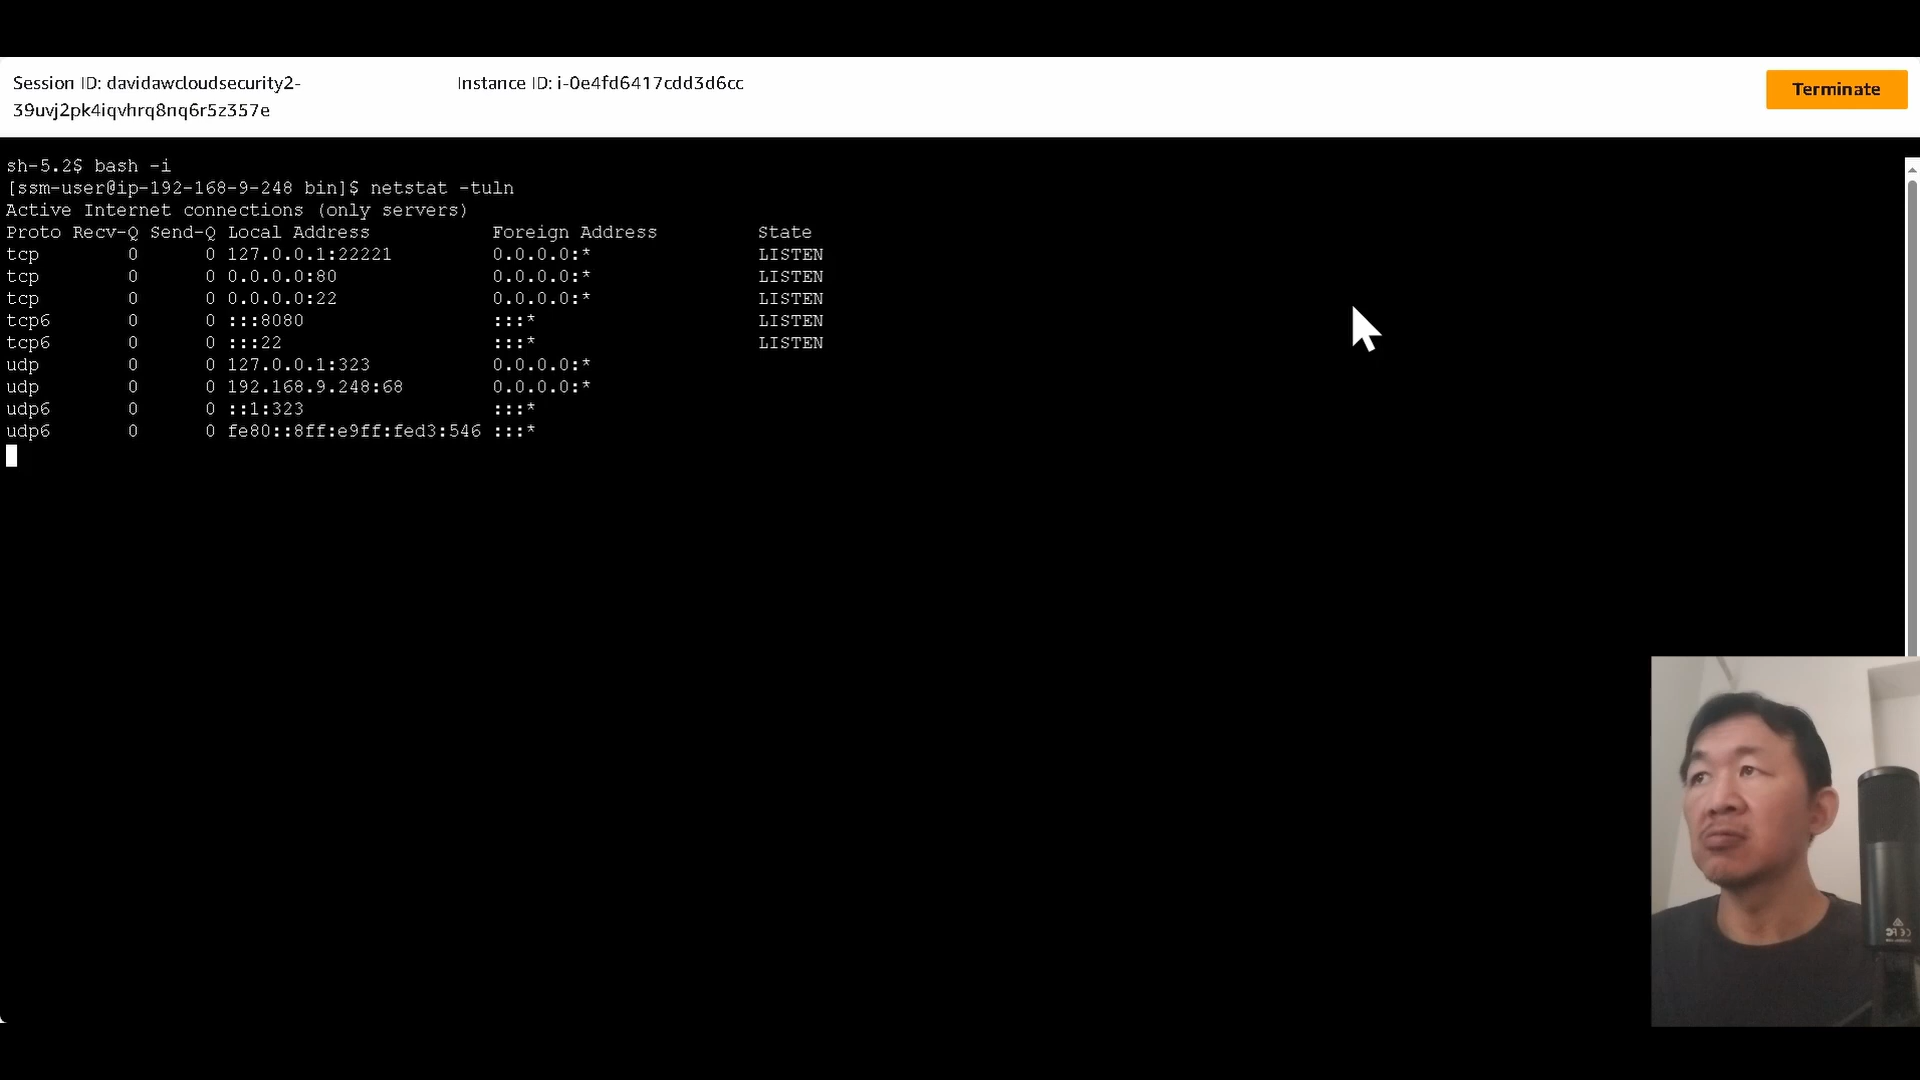 Session ID: davidawcloudsecurity2-
39uvj2pk4iqvhrq8nq6r5z357e
Instance ID: i-0e4fd6417cdd3d6cc
Terminate
sh-5.2$ bash -i
[ssm-user@ip-192-168-9-248 bin]$ netstat -tuln
Active Internet connections (only servers)
Proto Recv-Q Send-Q Local Address           Foreign Address         State
tcp        0      0 127.0.0.1:22221         0.0.0.0:*               LISTEN
tcp        0      0 0.0.0.0:80              0.0.0.0:*               LISTEN
tcp        0      0 0.0.0.0:22              0.0.0.0:*               LISTEN
tcp6       0      0 :::8080                 :::*                    LISTEN
tcp6       0      0 :::22                   :::*                    LISTEN
udp        0      0 127.0.0.1:323           0.0.0.0:*
udp        0      0 192.168.9.248:68        0.0.0.0:*
udp6       0      0 ::1:323                 :::*
udp6       0      0 fe80::8ff:e9ff:fed3:546 :::*